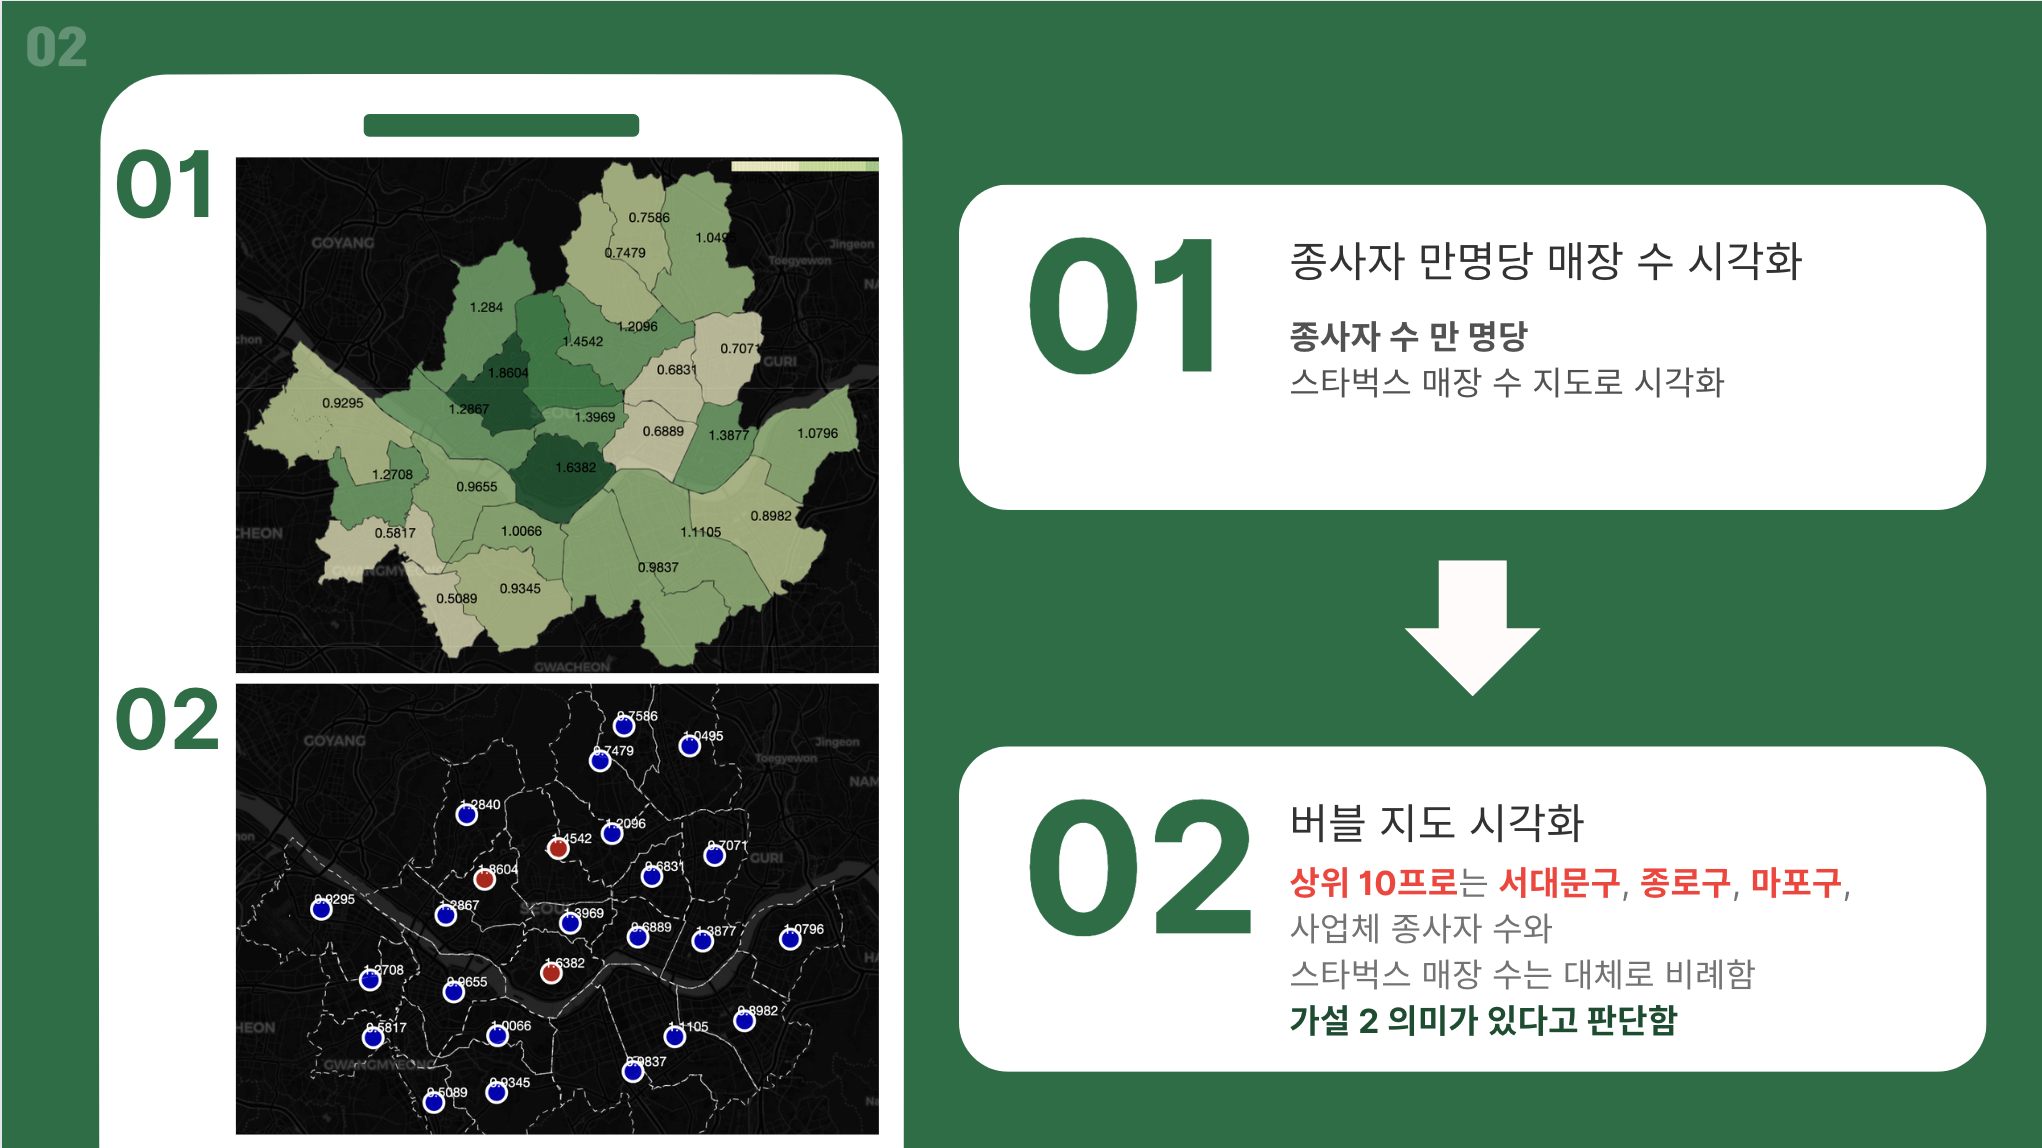 02
01
GOYANG
Jingeon
Toegyewon
0.7586
1.0495
0.7479
1.284
1.2096
1.4542
0.7071
GURI
0.6831
1.8604
0.9295
1.2867
SEOUL
1.3969
0.6889
1.3877
1.0796
1.2708
1.6382
0.9655
0.8982
0.5817
1.0066
1.1105
GWANGMYEONG
0.9837
0.9345
0.5089
GWACHEON
02
GOYANG
Jingeon
Toegyewon
NAM
0.7586
1.0495
0.7479
1.2840
1.2096
1.4542
0.7071
GURI
0.6831
1.8604
0.9295
1.2867
SEOUL
1.3969
0.6889
1.3877
1.0796
1.2708
1.6382
0.9655
0.8982
0.5817
1.0066
1.1105
GWANGMYEONG
0.9837
0.9345
0.5089
01
종사자 만명당 매장 수 시각화
종사자 수 만 명당
스타벅스 매장 수 지도로 시각화
02
버블 지도 시각화
상위 10프로는 서대문구, 종로구, 마포구,
사업체 종사자 수와
스타벅스 매장 수는 대체로 비례함
가설 2 의미가 있다고 판단함